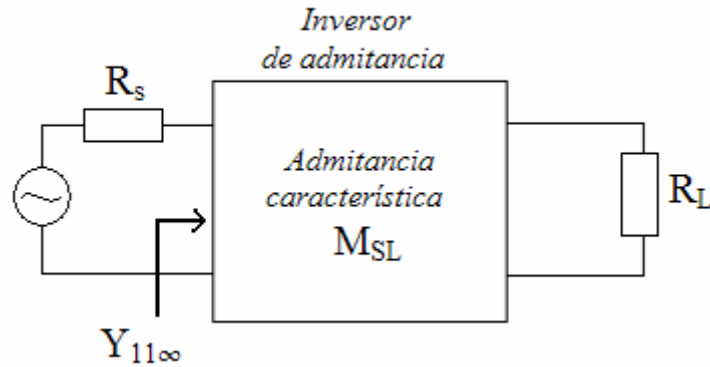 Inversor
de admitancia
R_s
Admitancia
característica
M_SL
R_L
Y_11∞